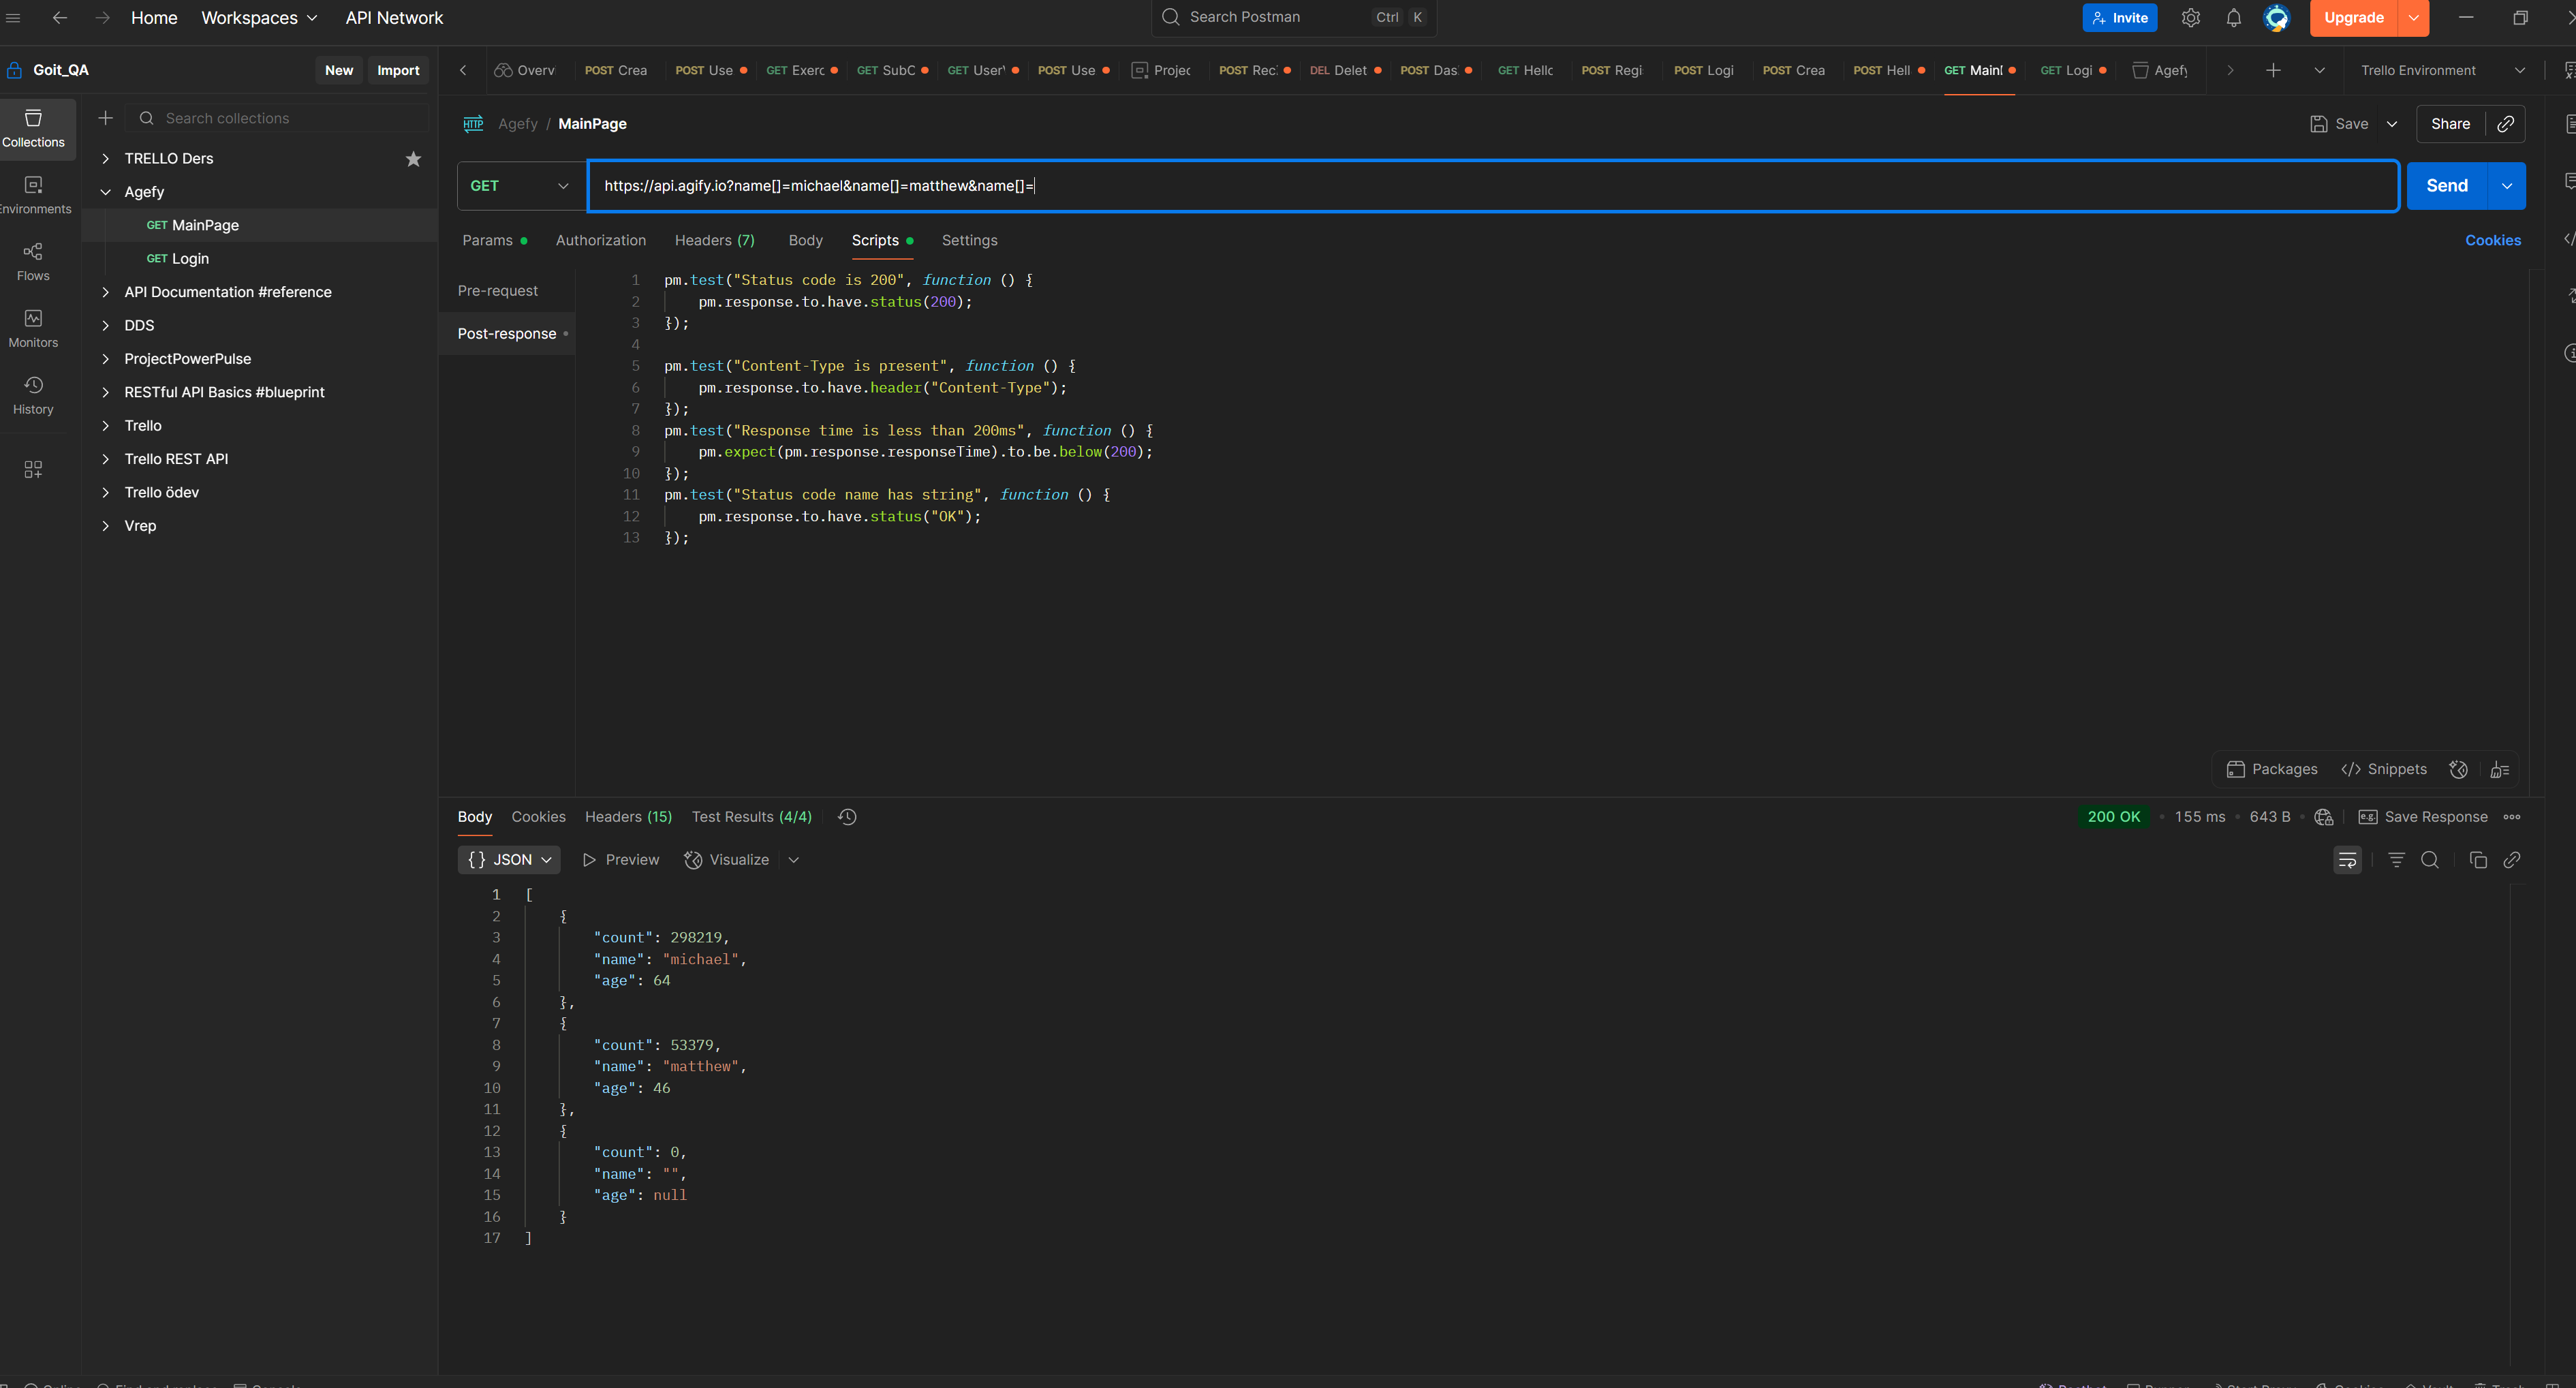 Home Workspaces API Network Search Postman Ctrl K Invite Upgrade
Goit_QA New Import
Overv POST Crea POST Use GET Exerc GET SubC GET User POST Use Projec POST Rec DEL Delet POST Das GET Hellc POST Regi POST Logi POST Crea POST Hell GET Main GET Logi Agefy Trello Environment
Collections
Environments
Flows
Monitors
History
Search collections
TRELLO Ders
Agefy
GET MainPage
GET Login
API Documentation #reference
DDS
ProjectPowerPulse
RESTful API Basics #blueprint
Trello
Trello REST API
Trello ödev
Vrep
HTTP Agefy / MainPage Save Share
GET https://api.agify.io?name[]=michael&name[]=matthew&name[]= Send
Params Authorization Headers (7) Body Scripts Settings Cookies
Pre-request
Post-response
1 pm.test("Status code is 200", function () {
2 pm.response.to.have.status(200);
3 });
4
5 pm.test("Content-Type is present", function () {
6 pm.response.to.have.header("Content-Type");
7 });
8 pm.test("Response time is less than 200ms", function () {
9 pm.expect(pm.response.responseTime).to.be.below(200);
10 });
11 pm.test("Status code name has string", function () {
12 pm.response.to.have.status("OK");
13 });
Packages </> Snippets
Body Cookies Headers (15) Test Results (4/4) 200 OK 155 ms 643 B e.g. Save Response
{} JSON Preview Visualize
1 [
2 {
3 "count": 298219,
4 "name": "michael",
5 "age": 64
6 },
7 {
8 "count": 53379,
9 "name": "matthew",
10 "age": 46
11 },
12 {
13 "count": 0,
14 "name": "",
15 "age": null
16 }
17 ]